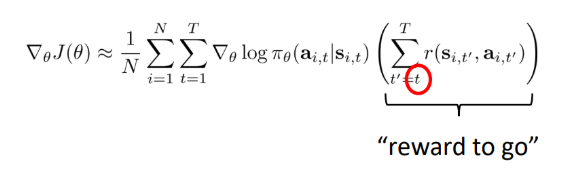 ∇θJ(θ) ≈ 1/N ∑_{i=1}^{N} ∑_{t=1}^{T} ∇θ log πθ(a_{i,t}|s_{i,t}) (∑_{t'=t}^{T} r(s_{i,t'}, a_{i,t'}))
“reward to go”